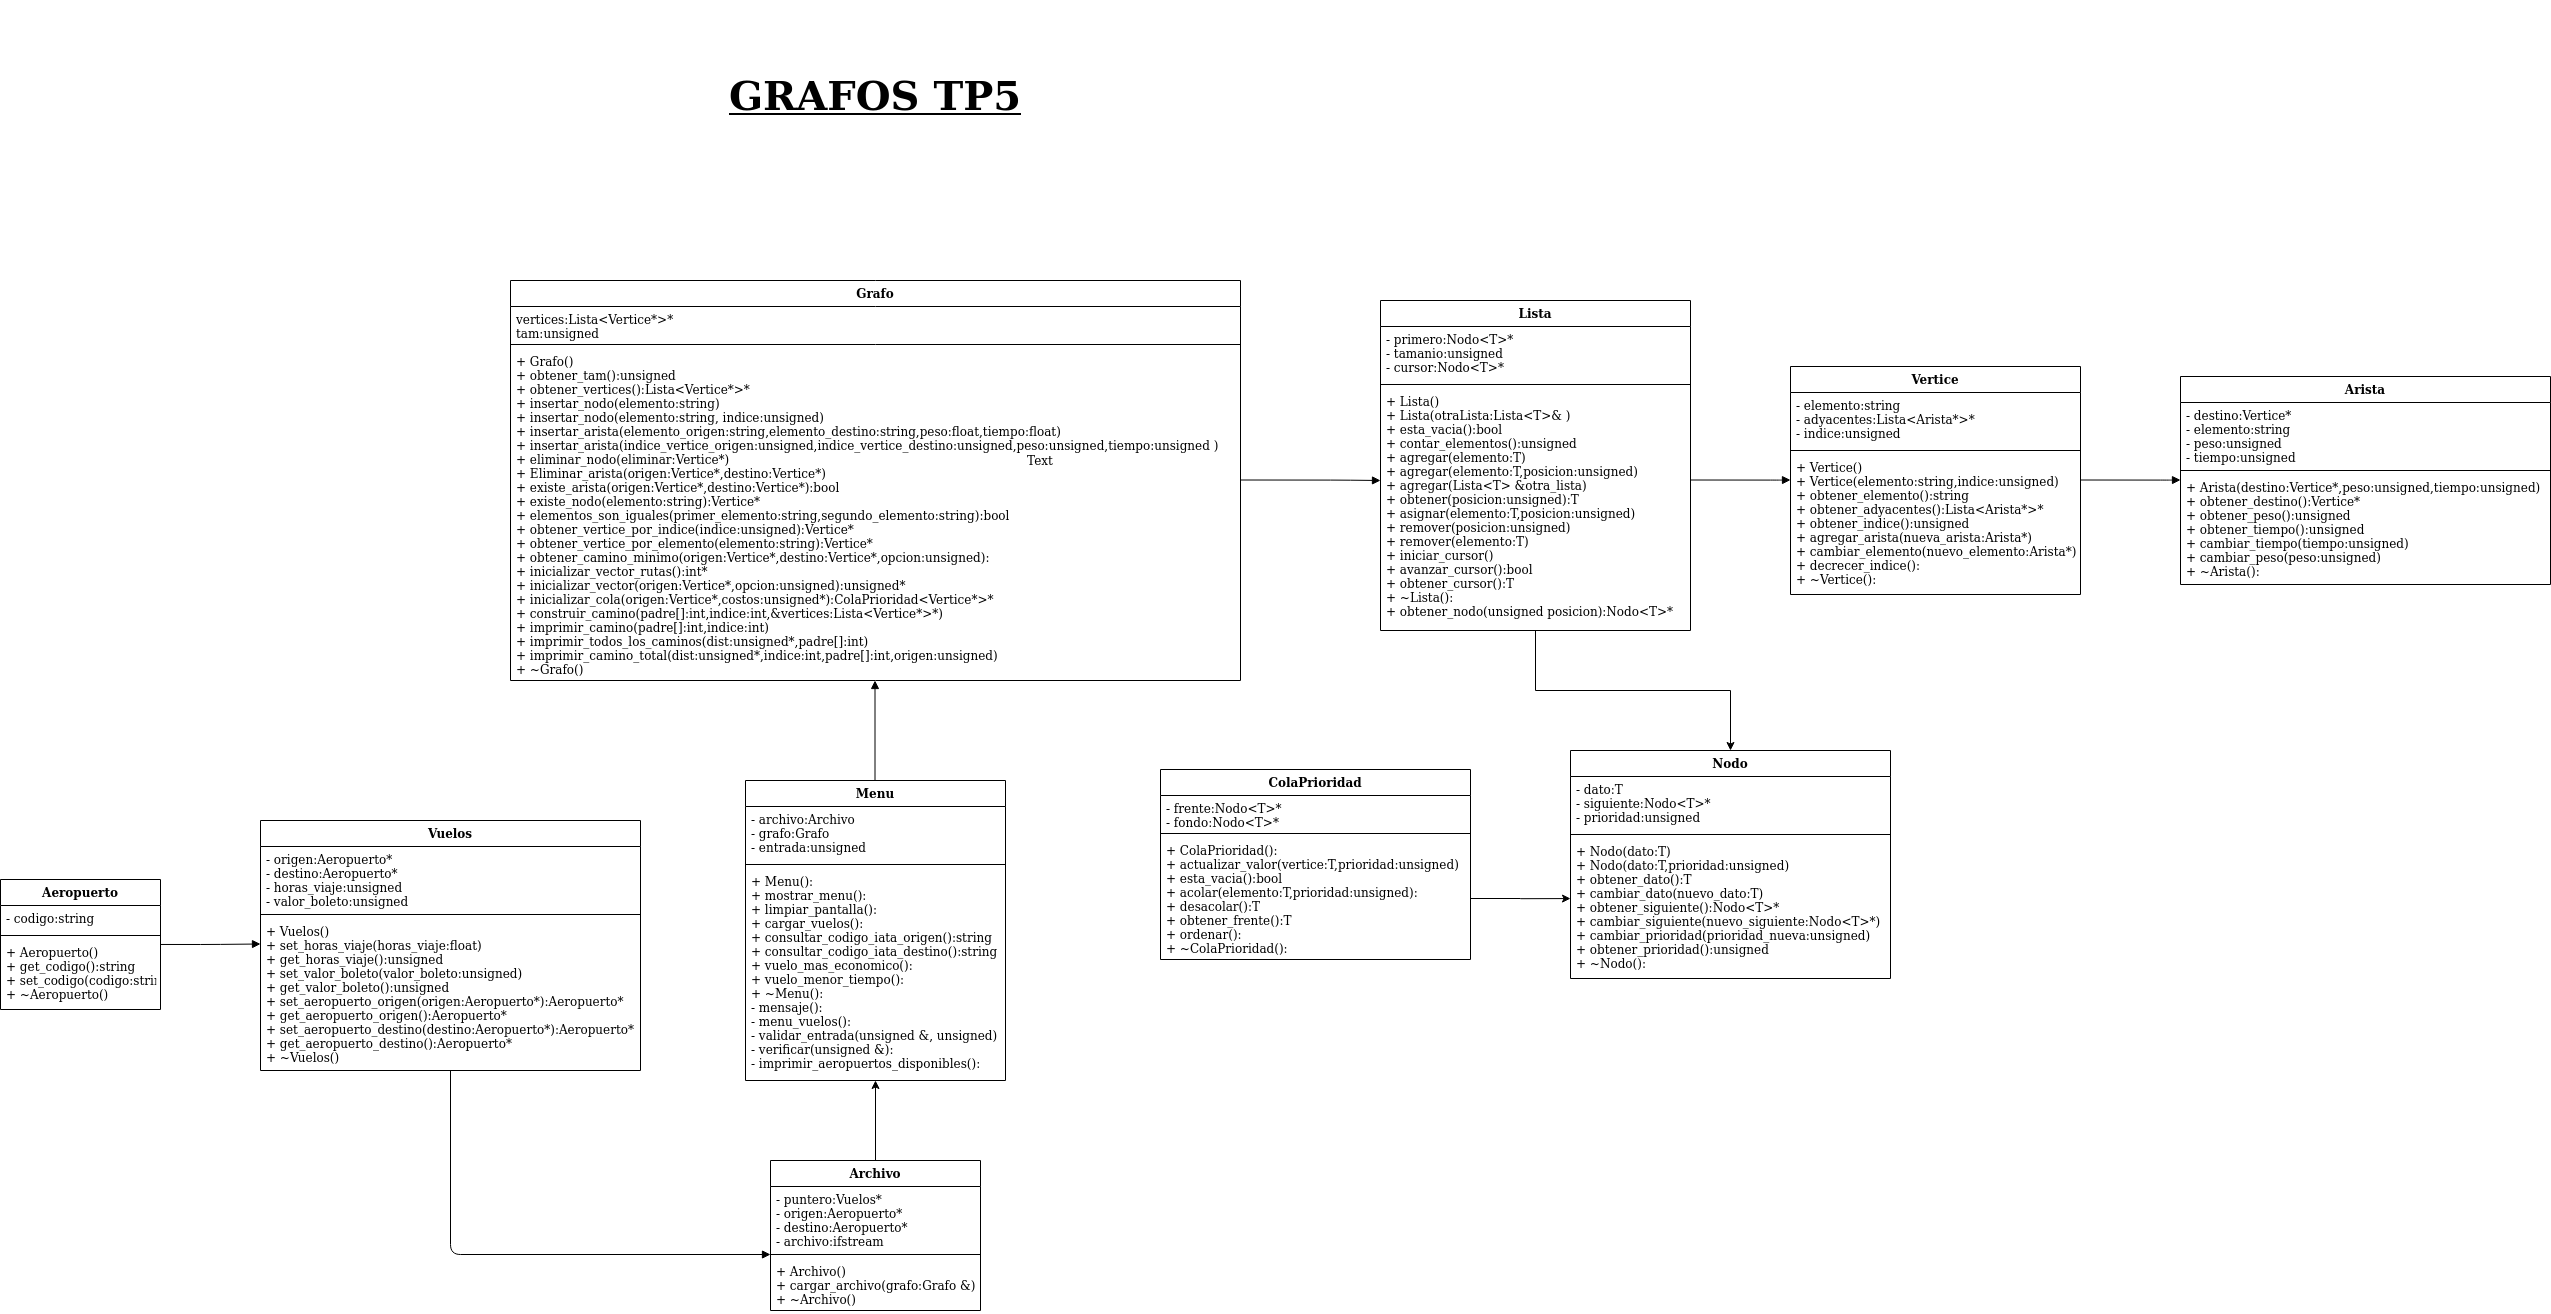 GRAFOS TP5
Grafo
vertices:Lista<Vertice*>*
tam:unsigned
+ Grafo()
+ obtener_tam():unsigned
+ obtener_vertices():Lista<Vertice*>*
+ insertar_nodo(elemento:string)
+ insertar_nodo(elemento:string, indice:unsigned)
+ insertar_arista(elemento_origen:string,elemento_destino:string,peso:float,tiempo:float)
+ insertar_arista(indice_vertice_origen:unsigned,indice_vertice_destino:unsigned,peso:unsigned,tiempo:unsigned )
+ eliminar_nodo(eliminar:Vertice*)
Text
+ Eliminar_arista(origen:Vertice*,destino:Vertice*)
+ existe_arista(origen:Vertice*,destino:Vertice*):bool
+ existe_nodo(elemento:string):Vertice*
+ elementos_son_iguales(primer_elemento:string,segundo_elemento:string):bool
+ obtener_vertice_por_indice(indice:unsigned):Vertice*
+ obtener_vertice_por_elemento(elemento:string):Vertice*
+ obtener_camino_minimo(origen:Vertice*,destino:Vertice*,opcion:unsigned):
+ inicializar_vector_rutas():int*
+ inicializar_vector(origen:Vertice*,opcion:unsigned):unsigned*
+ inicializar_cola(origen:Vertice*,costos:unsigned*):ColaPrioridad<Vertice*>*
+ construir_camino(padre[]:int,indice:int,&vertices:Lista<Vertice*>*)
+ imprimir_camino(padre[]:int,indice:int)
+ imprimir_todos_los_caminos(dist:unsigned*,padre[]:int)
+ imprimir_camino_total(dist:unsigned*,indice:int,padre[]:int,origen:unsigned)
+ ~Grafo()
Lista
- primero:Nodo<T>*
- tamanio:unsigned
- cursor:Nodo<T>*
+ Lista()
+ Lista(otraLista:Lista<T>& )
+ esta_vacia():bool
+ contar_elementos():unsigned
+ agregar(elemento:T)
+ agregar(elemento:T,posicion:unsigned)
+ agregar(Lista<T> &otra_lista)
+ obtener(posicion:unsigned):T
+ asignar(elemento:T,posicion:unsigned)
+ remover(posicion:unsigned)
+ remover(elemento:T)
+ iniciar_cursor()
+ avanzar_cursor():bool
+ obtener_cursor():T
+ ~Lista():
+ obtener_nodo(unsigned posicion):Nodo<T>*
Vertice
- elemento:string
- adyacentes:Lista<Arista*>*
- indice:unsigned
+ Vertice()
+ Vertice(elemento:string,indice:unsigned)
+ obtener_elemento():string
+ obtener_adyacentes():Lista<Arista*>*
+ obtener_indice():unsigned
+ agregar_arista(nueva_arista:Arista*)
+ cambiar_elemento(nuevo_elemento:Arista*)
+ decrecer_indice():
+ ~Vertice():
Arista
- destino:Vertice*
- elemento:string
- peso:unsigned
- tiempo:unsigned
+ Arista(destino:Vertice*,peso:unsigned,tiempo:unsigned)
+ obtener_destino():Vertice*
+ obtener_peso():unsigned
+ obtener_tiempo():unsigned
+ cambiar_tiempo(tiempo:unsigned)
+ cambiar_peso(peso:unsigned)
+ ~Arista():
Aeropuerto
- codigo:string
+ Aeropuerto()
+ get_codigo():string
+ set_codigo(codigo:stri
+ ~Aeropuerto()
Vuelos
- origen:Aeropuerto*
- destino:Aeropuerto*
- horas_viaje:unsigned
- valor_boleto:unsigned
+ Vuelos()
+ set_horas_viaje(horas_viaje:float)
+ get_horas_viaje():unsigned
+ set_valor_boleto(valor_boleto:unsigned)
+ get_valor_boleto():unsigned
+ set_aeropuerto_origen(origen:Aeropuerto*):Aeropuerto*
+ get_aeropuerto_origen():Aeropuerto*
+ set_aeropuerto_destino(destino:Aeropuerto*):Aeropuerto*
+ get_aeropuerto_destino():Aeropuerto*
+ ~Vuelos()
Menu
- archivo:Archivo
- grafo:Grafo
- entrada:unsigned
+ Menu():
+ mostrar_menu():
+ limpiar_pantalla():
+ cargar_vuelos():
+ consultar_codigo_iata_origen():string
+ consultar_codigo_iata_destino():string
+ vuelo_mas_economico():
+ vuelo_menor_tiempo():
+ ~Menu():
- mensaje():
- menu_vuelos():
- validar_entrada(unsigned &, unsigned)
- verificar(unsigned &):
- imprimir_aeropuertos_disponibles():
ColaPrioridad
- frente:Nodo<T>*
- fondo:Nodo<T>*
+ ColaPrioridad():
+ actualizar_valor(vertice:T,prioridad:unsigned)
+ esta_vacia():bool
+ acolar(elemento:T,prioridad:unsigned):
+ desacolar():T
+ obtener_frente():T
+ ordenar():
+ ~ColaPrioridad():
Nodo
- dato:T
- siguiente:Nodo<T>*
- prioridad:unsigned
+ Nodo(dato:T)
+ Nodo(dato:T,prioridad:unsigned)
+ obtener_dato():T
+ cambiar_dato(nuevo_dato:T)
+ obtener_siguiente():Nodo<T>*
+ cambiar_siguiente(nuevo_siguiente:Nodo<T>*)
+ cambiar_prioridad(prioridad_nueva:unsigned)
+ obtener_prioridad():unsigned
+ ~Nodo():
Archivo
- puntero:Vuelos*
- origen:Aeropuerto*
- destino:Aeropuerto*
- archivo:ifstream
+ Archivo()
+ cargar_archivo(grafo:Grafo &)
+ ~Archivo()